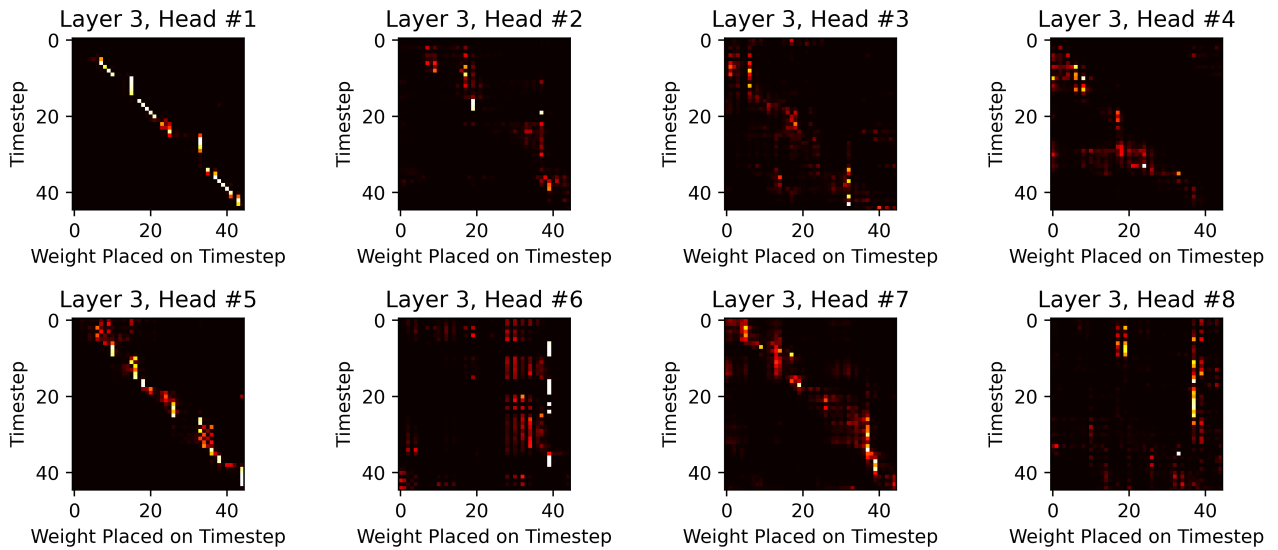 Layer 3, Head #1
Layer 3, Head #2
Layer 3, Head #3
Layer 3, Head #4
0
20
40
Timestep
0
20
40
Weight Placed on Timestep
0
20
40
Timestep
0
20
40
Weight Placed on Timestep
0
20
40
Timestep
0
20
40
Weight Placed on Timestep
0
20
40
Timestep
0
20
40
Weight Placed on Timestep
Layer 3, Head #5
Layer 3, Head #6
Layer 3, Head #7
Layer 3, Head #8
0
20
40
Timestep
0
20
40
Weight Placed on Timestep
0
20
40
Timestep
0
20
40
Weight Placed on Timestep
0
20
40
Timestep
0
20
40
Weight Placed on Timestep
0
20
40
Timestep
0
20
40
Weight Placed on Timestep